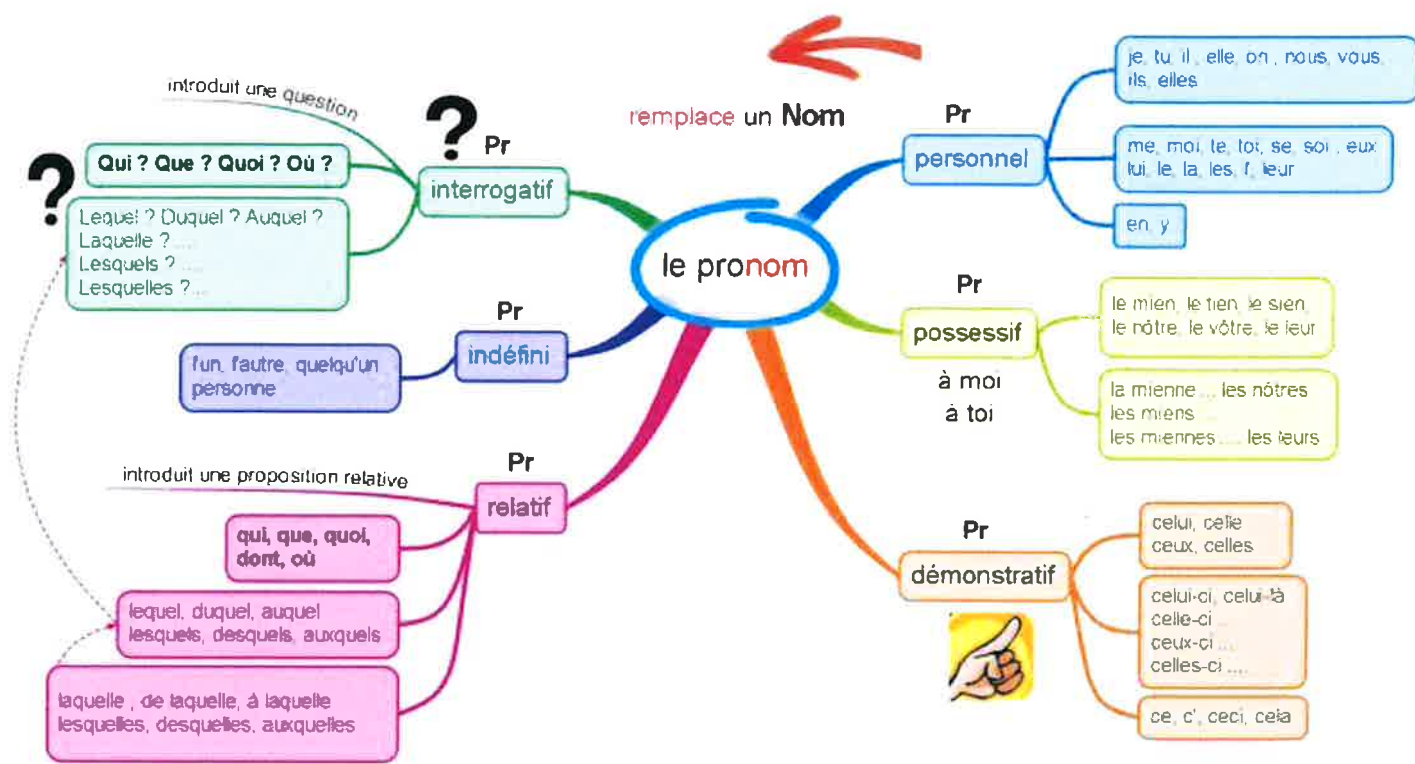 le pronom
remplace un Nom
Pr
personnel
je, tu, il, elle, on, nous, vous,
ils, elles
me, moi, te, toi, se, soi, eux
lui, le, la, les, l', leur
en, y
Pr
possessif
à moi
à toi
le mien, le tien, le sien,
le nôtre, le vôtre, le leur
la mienne ... les nôtres
les miens ...
les miennes .... les leurs
Pr
démonstratif
celui, celle
ceux, celles
celui-ci, celui-là
celle-ci ...
ceux-ci ....
celles-ci ....
ce, c', ceci, cela
?
Pr
interrogatif
introduit une question
Qui ? Que ? Quoi ? Où ?
?
Lequel ? Duquel ? Auquel ?
Laquelle ? ....
Lesquels ? ....
Lesquelles ? ...
Pr
indéfini
l'un, l'autre, quelqu'un
personne
Pr
relatif
introduit une proposition relative
qui, que, quoi,
dont, où
lequel, duquel, auquel
lesquels, desquels, auxquels
laquelle , de laquelle, à laquelle
lesquelles, desquelles, auxquelles